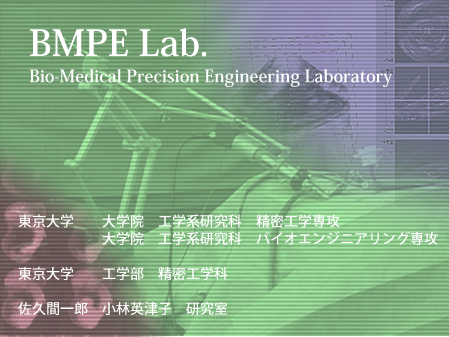 BMPE Lab.
Bio-Medical Precision Engineering Laboratory
東京大学 大学院 工学系研究科 精密工学専攻
大学院 工学系研究科 バイオエンジニアリング専攻
東京大学 工学部 精密工学科
佐久間一郎 小林英津子 研究室